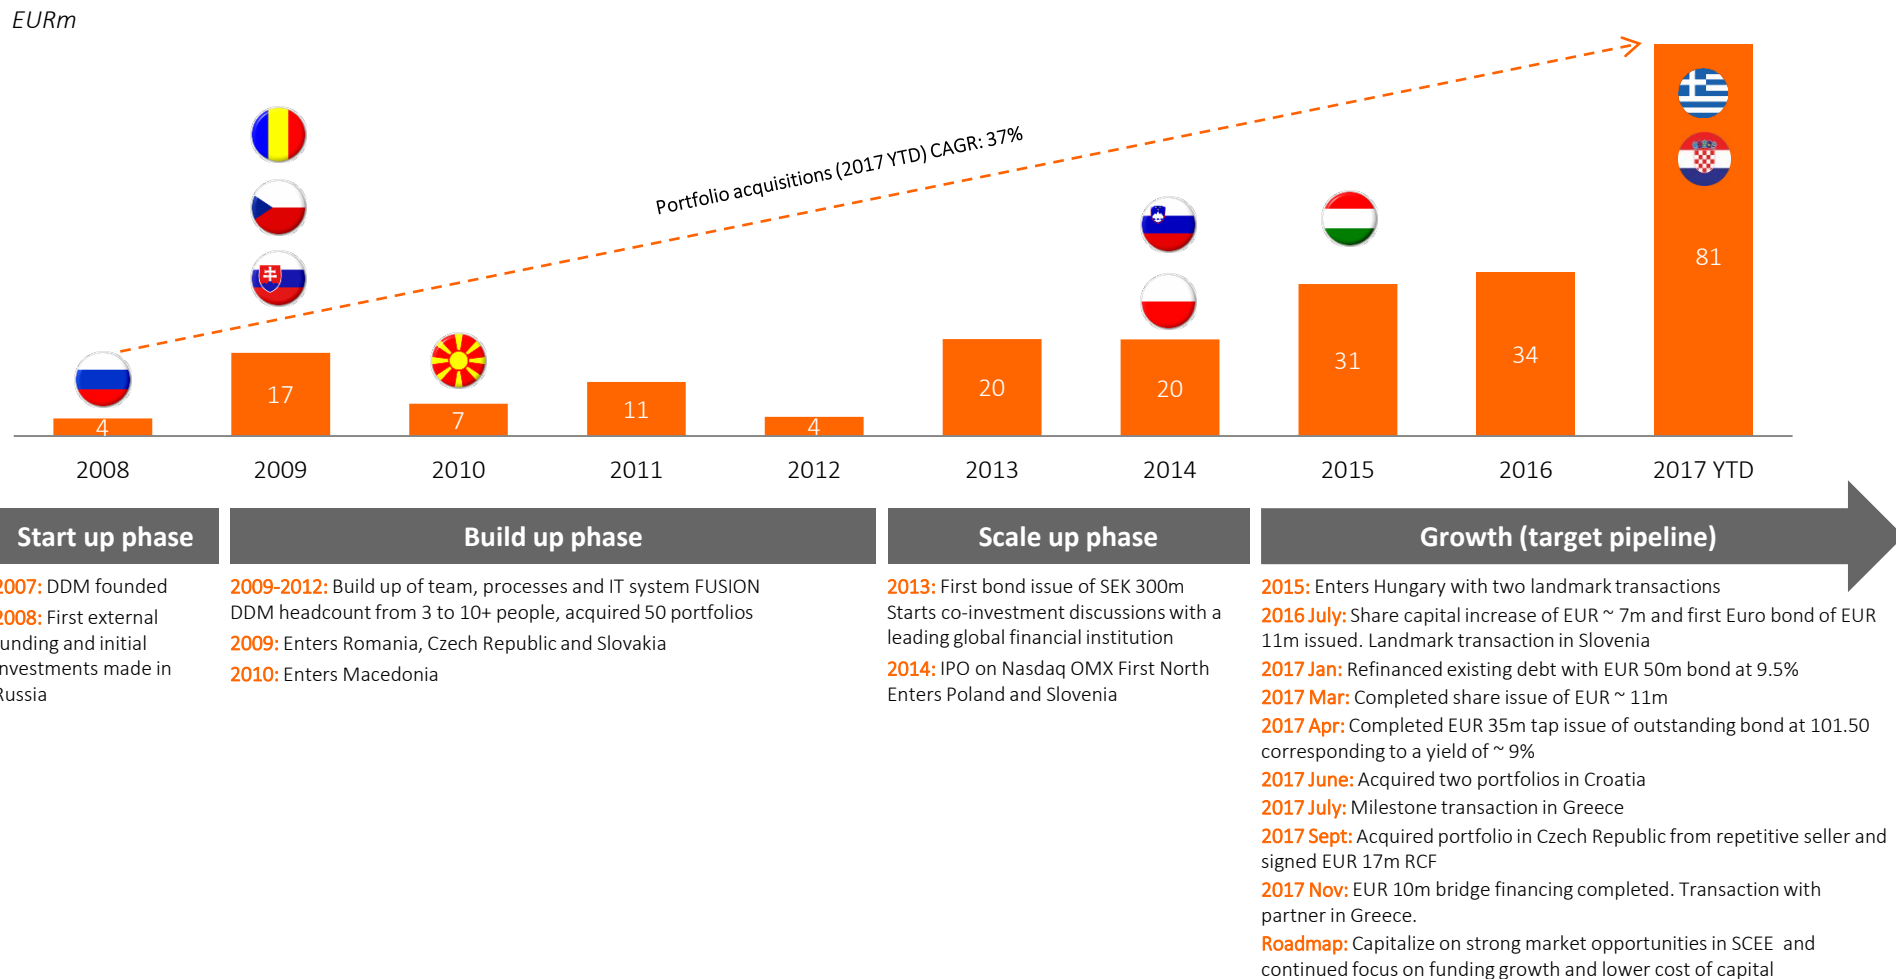 EURm
Portfolio acquisitions (2017 YTD) CAGR: 37%
4
17
7
11
4
20
20
31
34
81
2008
2009
2010
2011
2012
2013
2014
2015
2016
2017 YTD
Start up phase
Build up phase
Scale up phase
Growth (target pipeline)
2007: DDM founded
2008: First external
funding and initial
investments made in
Russia
2009-2012: Build up of team, processes and IT system FUSION
DDM headcount from 3 to 10+ people, acquired 50 portfolios
2009: Enters Romania, Czech Republic and Slovakia
2010: Enters Macedonia
2013: First bond issue of SEK 300m
Starts co-investment discussions with a
leading global financial institution
2014: IPO on Nasdaq OMX First North
Enters Poland and Slovenia
2015: Enters Hungary with two landmark transactions
2016 July: Share capital increase of EUR ~ 7m and first Euro bond of EUR
11m issued. Landmark transaction in Slovenia
2017 Jan: Refinanced existing debt with EUR 50m bond at 9.5%
2017 Mar: Completed share issue of EUR ~ 11m
2017 Apr: Completed EUR 35m tap issue of outstanding bond at 101.50
corresponding to a yield of ~ 9%
2017 June: Acquired two portfolios in Croatia
2017 July: Milestone transaction in Greece
2017 Sept: Acquired portfolio in Czech Republic from repetitive seller and
signed EUR 17m RCF
2017 Nov: EUR 10m bridge financing completed. Transaction with
partner in Greece.
Roadmap: Capitalize on strong market opportunities in SCEE and
continued focus on funding growth and lower cost of capital